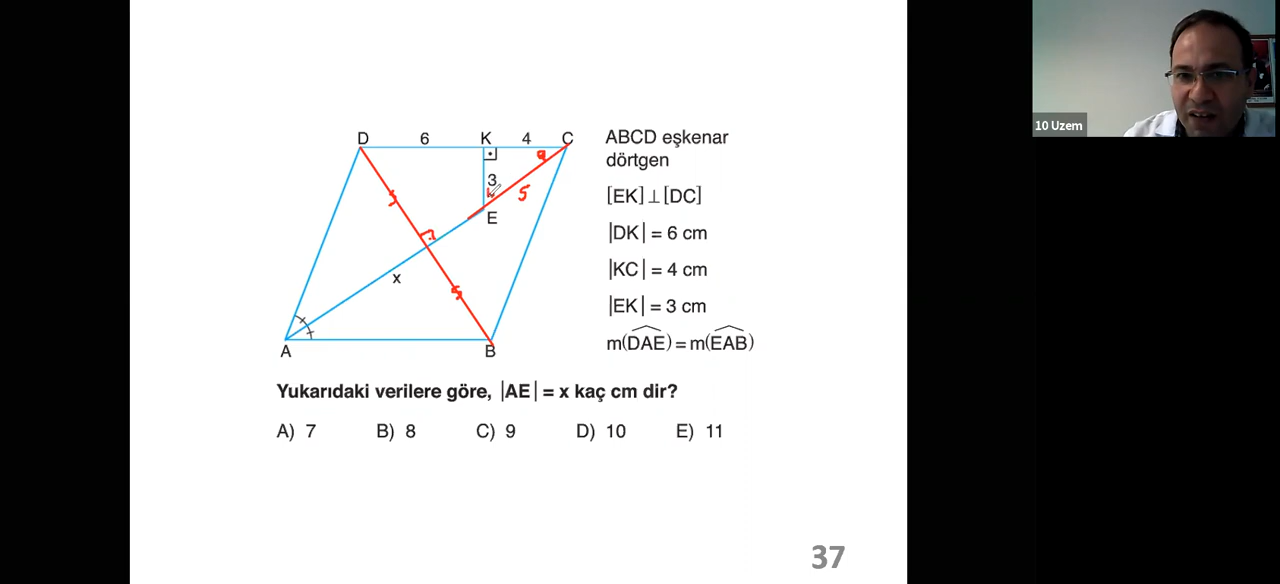 D 6 K 4 C
3
5
E
x
A
B
ABCD eşkenar
dörtgen
[EK]⊥[DC]
|DK| = 6 cm
|KC| = 4 cm
|EK| = 3 cm
m(DAE) = m(EAB)
Yukarıdaki verilere göre, |AE| = x kaç cm dir?
A) 7 B) 8 C) 9 D) 10 E) 11
37
10 Uzem